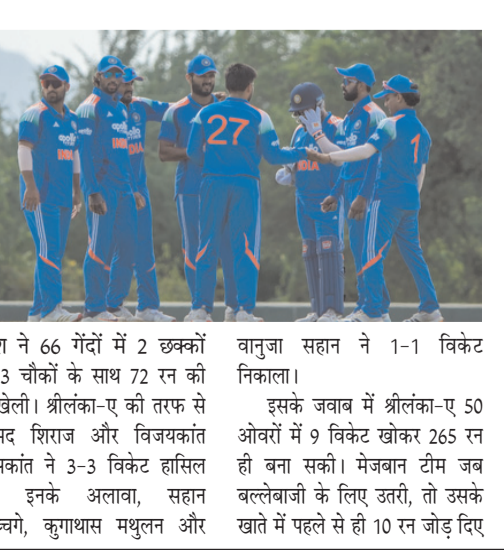 27
INDIA
1
ने 66 गेंदों में 2 छक्कों
3 चौकों के साथ 72 रन की
खेली। श्रीलंका-ए की तरफ से
शिराज और विजयकांत
ने 3-3 विकेट हासिल
इनके अलावा, सहान
कुगाथास मथुलन और
वानुजा सहान ने 1-1 विकेट
निकाला।
इसके जवाब में श्रीलंका-ए 50
ओवरों में 9 विकेट खोकर 265 रन
ही बना सकी। मेजबान टीम जब
बल्लेबाजी के लिए उतरी, तो उसके
खाते में पहले से ही 10 रन जोड़ दिए